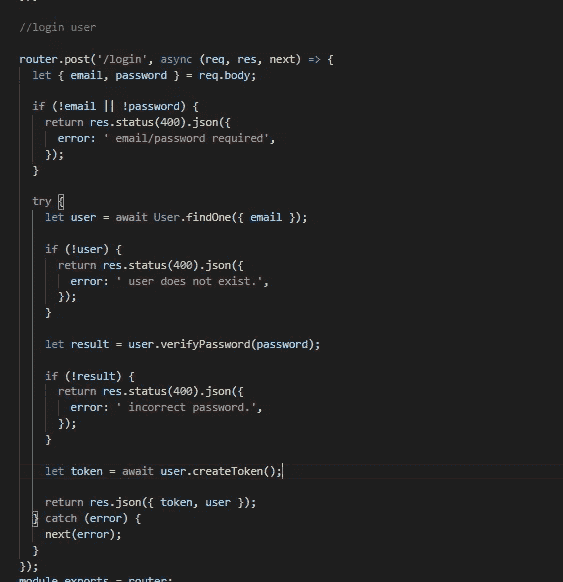 //login user
router.post('/login', async (req, res, next) => {
let { email, password } = req.body;
if (!email || !password) {
return res.status(400).json({
error: ' email/password required',
});
}
try {
let user = await User.findOne({ email });
if (!user) {
return res.status(400).json({
error: ' user does not exist.',
});
}
let result = user.verifyPassword(password);
if (!result) {
return res.status(400).json({
error: ' incorrect password.',
});
}
let token = await user.createToken();
return res.json({ token, user });
} catch (error) {
next(error);
}
});
module.exports = router;